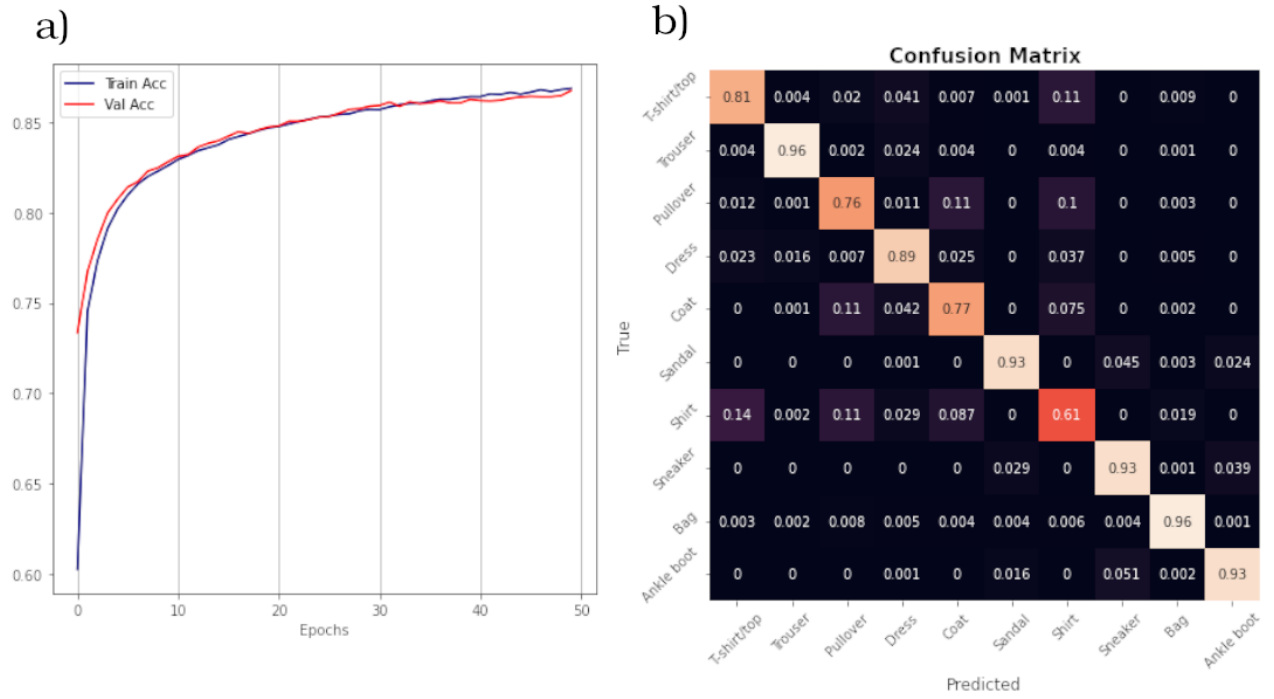 a)
Train Acc
Val Acc
0.85
0.80
0.75
0.70
0.65
0.60
0 10 20 30 40 50
Epochs
b)
Confusion Matrix
True
T-shirt/top 0.81 0.004 0.02 0.041 0.007 0.001 0.11 0 0.009 0
Trouser 0.004 0.96 0.002 0.024 0.004 0 0.004 0 0.001 0
Pullover 0.012 0.001 0.76 0.011 0.11 0 0.1 0 0.003 0
Dress 0.023 0.016 0.007 0.89 0.025 0 0.037 0 0.005 0
Coat 0 0.001 0.11 0.042 0.77 0 0.075 0 0.002 0
Sandal 0 0 0.001 0 0.93 0 0.045 0.003 0.024
Shirt 0.14 0.002 0.11 0.029 0.087 0 0.61 0 0.019 0
Sneaker 0 0 0 0 0 0.029 0 0.93 0.001 0.039
Bag 0.003 0.002 0.008 0.005 0.004 0.004 0.006 0.004 0.96 0.001
Ankle boot 0 0 0 0.001 0 0.016 0 0.051 0.002 0.93
T-shirt/top Trouser Pullover Dress Coat Sandal Shirt Sneaker Bag Ankle boot
Predicted